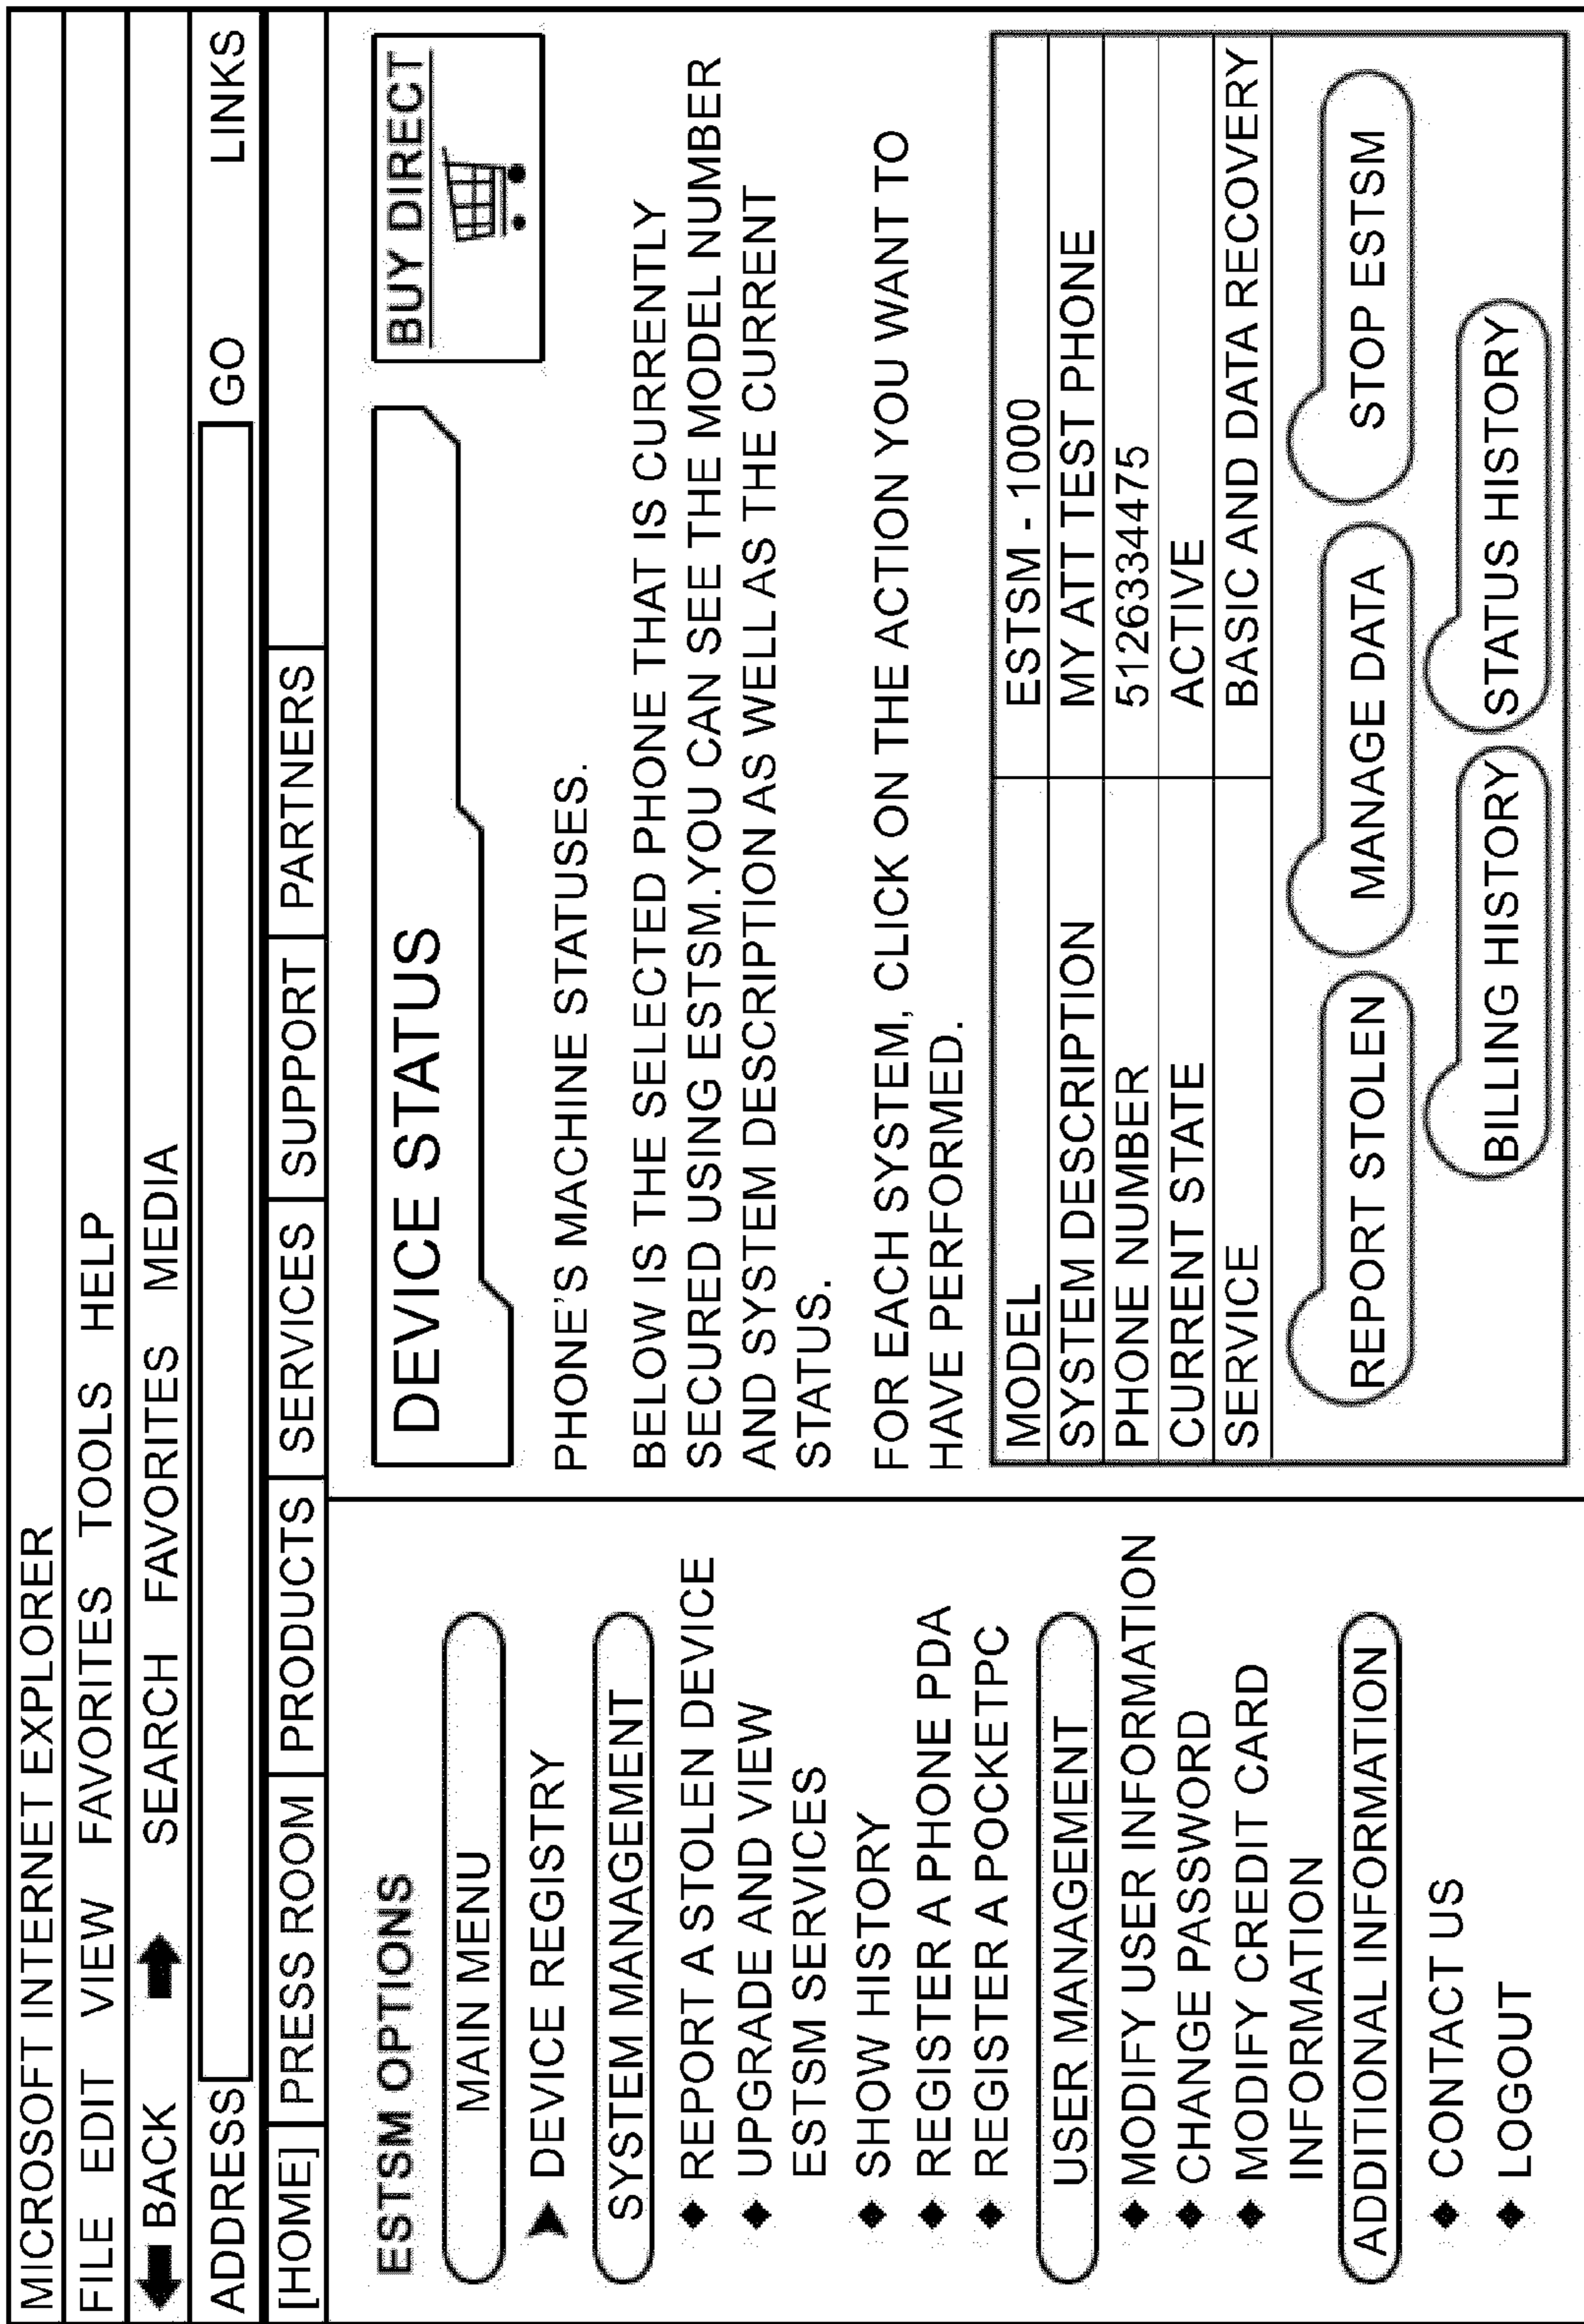 MICROSOFT INTERNET EXPLORER
FILE EDIT VIEW FAVORITES TOOLS HELP
BACK SEARCH FAVORITES MEDIA
ADDRESS GO LINKS
[HOME] PRESS ROOM PRODUCTS SERVICES SUPPORT PARTNERS
ESTSM OPTIONS
MAIN MENU
DEVICE REGISTRY
SYSTEM MANAGEMENT
REPORT A STOLEN DEVICE
UPGRADE AND VIEW
ESTSM SERVICES
SHOW HISTORY
REGISTER A PHONE PDA
REGISTER A POCKETPC
USER MANAGEMENT
MODIFY USER INFORMATION
CHANGE PASSWORD
MODIFY CREDIT CARD
INFORMATION
ADDITIONAL INFORMATION
CONTACT US
LOGOUT
DEVICE STATUS
BUY DIRECT
PHONE'S MACHINE STATUSES.
BELOW IS THE SELECTED PHONE THAT IS CURRENTLY
SECURED USING ESTSM.YOU CAN SEE THE MODEL NUMBER
AND SYSTEM DESCRIPTION AS WELL AS THE CURRENT
STATUS.
FOR EACH SYSTEM, CLICK ON THE ACTION YOU WANT TO
HAVE PERFORMED.
MODEL ESTSM - 1000
SYSTEM DESCRIPTION MY ATT TEST PHONE
PHONE NUMBER 5126334475
CURRENT STATE ACTIVE
SERVICE BASIC AND DATA RECOVERY
REPORT STOLEN MANAGE DATA STOP ESTSM
BILLING HISTORY STATUS HISTORY